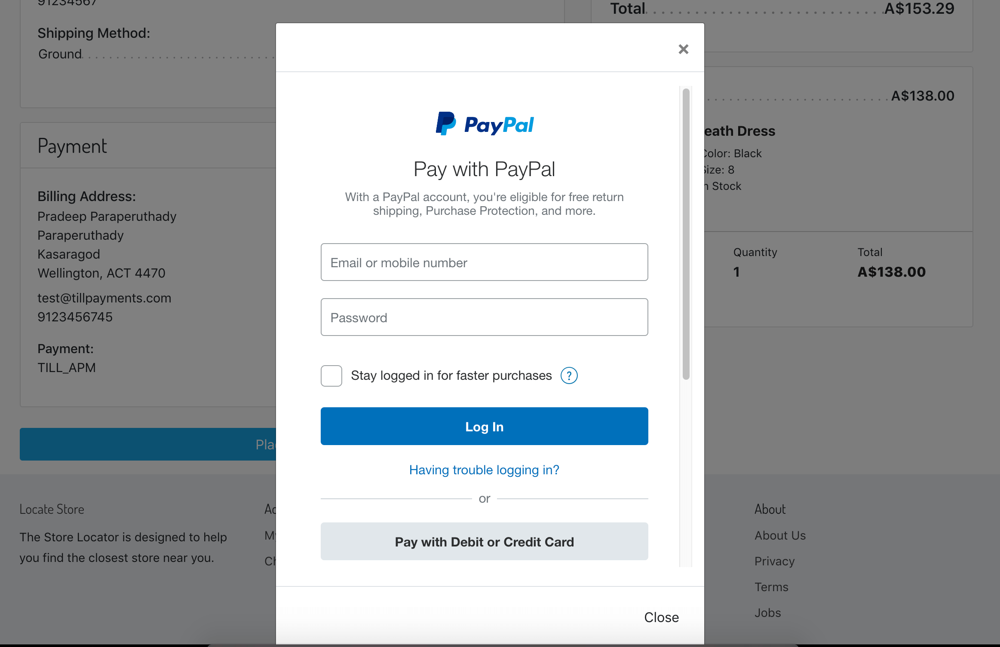 91234567
Shipping Method:
Ground
Payment
Billing Address:
Pradeep Paraperuthady
Paraperuthady
Kasaragod
Wellington, ACT 4470
test@tillpayments.com
9123456745
Payment:
TILL_APM
Total A$153.29
A$138.00
eath Dress
Color: Black
Size: 8
n Stock
Quantity Total
1 A$138.00
×
PayPal
Pay with PayPal
With a PayPal account, you're eligible for free return
shipping, Purchase Protection, and more.
Email or mobile number
Password
Stay logged in for faster purchases ?
Log In
Having trouble logging in?
or
Pay with Debit or Credit Card
Close
Locate Store
The Store Locator is designed to help
you find the closest store near you.
About
About Us
Privacy
Terms
Jobs